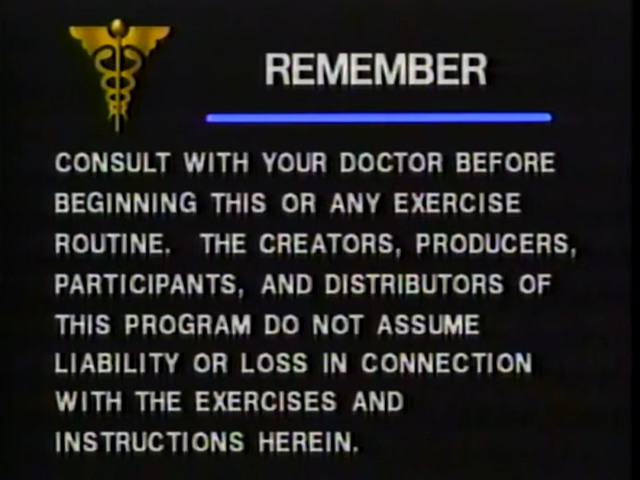 REMEMBER
CONSULT WITH YOUR DOCTOR BEFORE
BEGINNING THIS OR ANY EXERCISE
ROUTINE. THE CREATORS, PRODUCERS,
PARTICIPANTS, AND DISTRIBUTORS OF
THIS PROGRAM DO NOT ASSUME
LIABILITY OR LOSS IN CONNECTION
WITH THE EXERCISES AND
INSTRUCTIONS HEREIN.